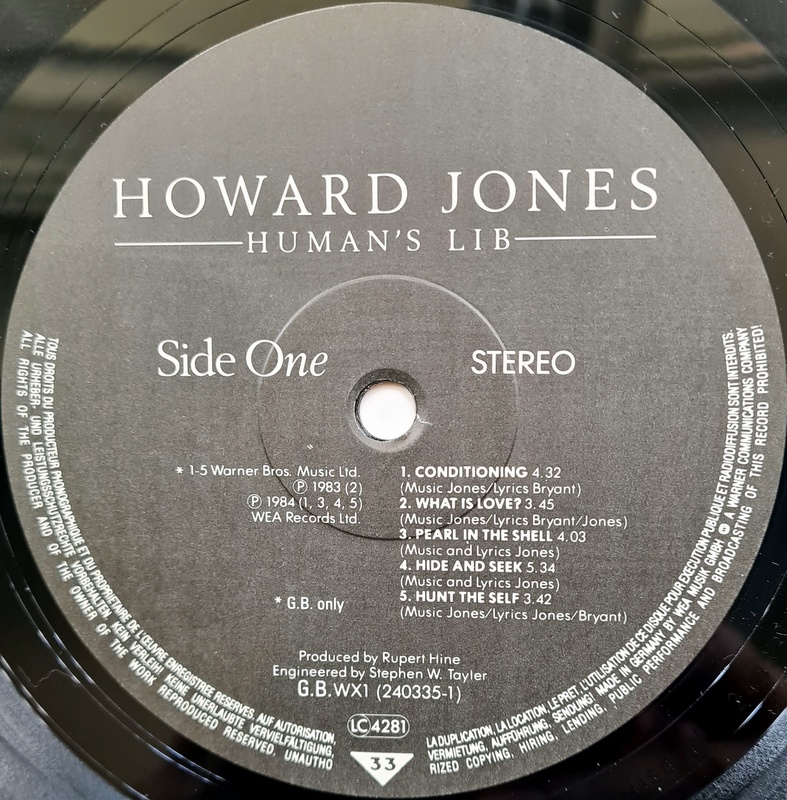 HOWARD JONES
HUMAN'S LIB
Side One
STEREO
* 1-5 Warner Bros. Music Ltd.
Ⓟ 1983 (2)
Ⓟ 1984 (1, 3, 4, 5)
WEA Records Ltd.
* G.B. only
1. CONDITIONING 4.32
(Music Jones/Lyrics Bryant)
2. WHAT IS LOVE? 3.45
(Music Jones/Lyrics Bryant/Jones)
3. PEARL IN THE SHELL 4.03
(Music and Lyrics Jones)
4. HIDE AND SEEK 5.34
(Music and Lyrics Jones)
5. HUNT THE SELF 3.42
(Music Jones/Lyrics Jones/Bryant)
Produced by Rupert Hine
Engineered by Stephen W. Tayler
G.B. WX1 (240335-1)
LC 4281
33
TOUS DROITS DU PRODUCTEUR PHONOGRAPHIQUE ET DU PROPRIETAIRE DE L'ŒUVRE ENREGISTREE RESERVES, AUF AUTORISATION, LA DUPLICATION, LA LOCATION, LE PRET, L'UTILISATION DE CE DISQUE POUR EXECUTION PUBLIQUE ET RADIODIFFUSION SONT INTERDITS.
ALLE URHEBER- UND LEISTUNGSSCHUTZRECHTE VORBEHALTEN. KEIN VERLEIH! KEINE UNERLAUBTE VERVIELFÄLTIGUNG, VERMIETUNG, AUFFÜHRUNG, SENDUNG! MADE IN GERMANY BY WEA MUSIK GMBH A WARNER COMMUNICATIONS COMPANY
ALL RIGHTS OF THE PRODUCER AND OF THE OWNER OF THE WORK REPRODUCED RESERVED, UNAUTHORIZED COPYING, HIRING, LENDING, PUBLIC PERFORMANCE AND BROADCASTING OF THIS RECORD PROHIBITED!